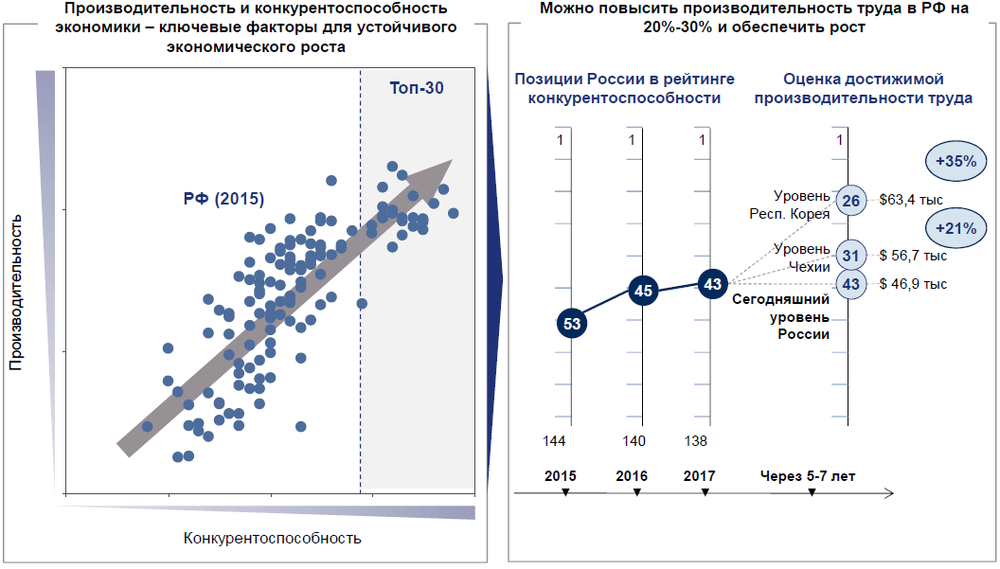 Производительность и конкурентоспособность
экономики – ключевые факторы для устойчивого
экономического роста
Топ-30
РФ (2015)
Производительность
Конкурентоспособность
Можно повысить производительность труда в РФ на
20%-30% и обеспечить рост
Позиции России в рейтинге
конкурентоспособности
Оценка достижимой
производительности труда
1
1
1
1
+35%
Уровень
Респ. Корея
26
$63,4 тыс
+21%
Уровень
Чехии
31
$ 56,7 тыс
53
45
43
43
$ 46,9 тыс
Сегодняшний
уровень
России
144
140
138
2015
2016
2017
Через 5-7 лет